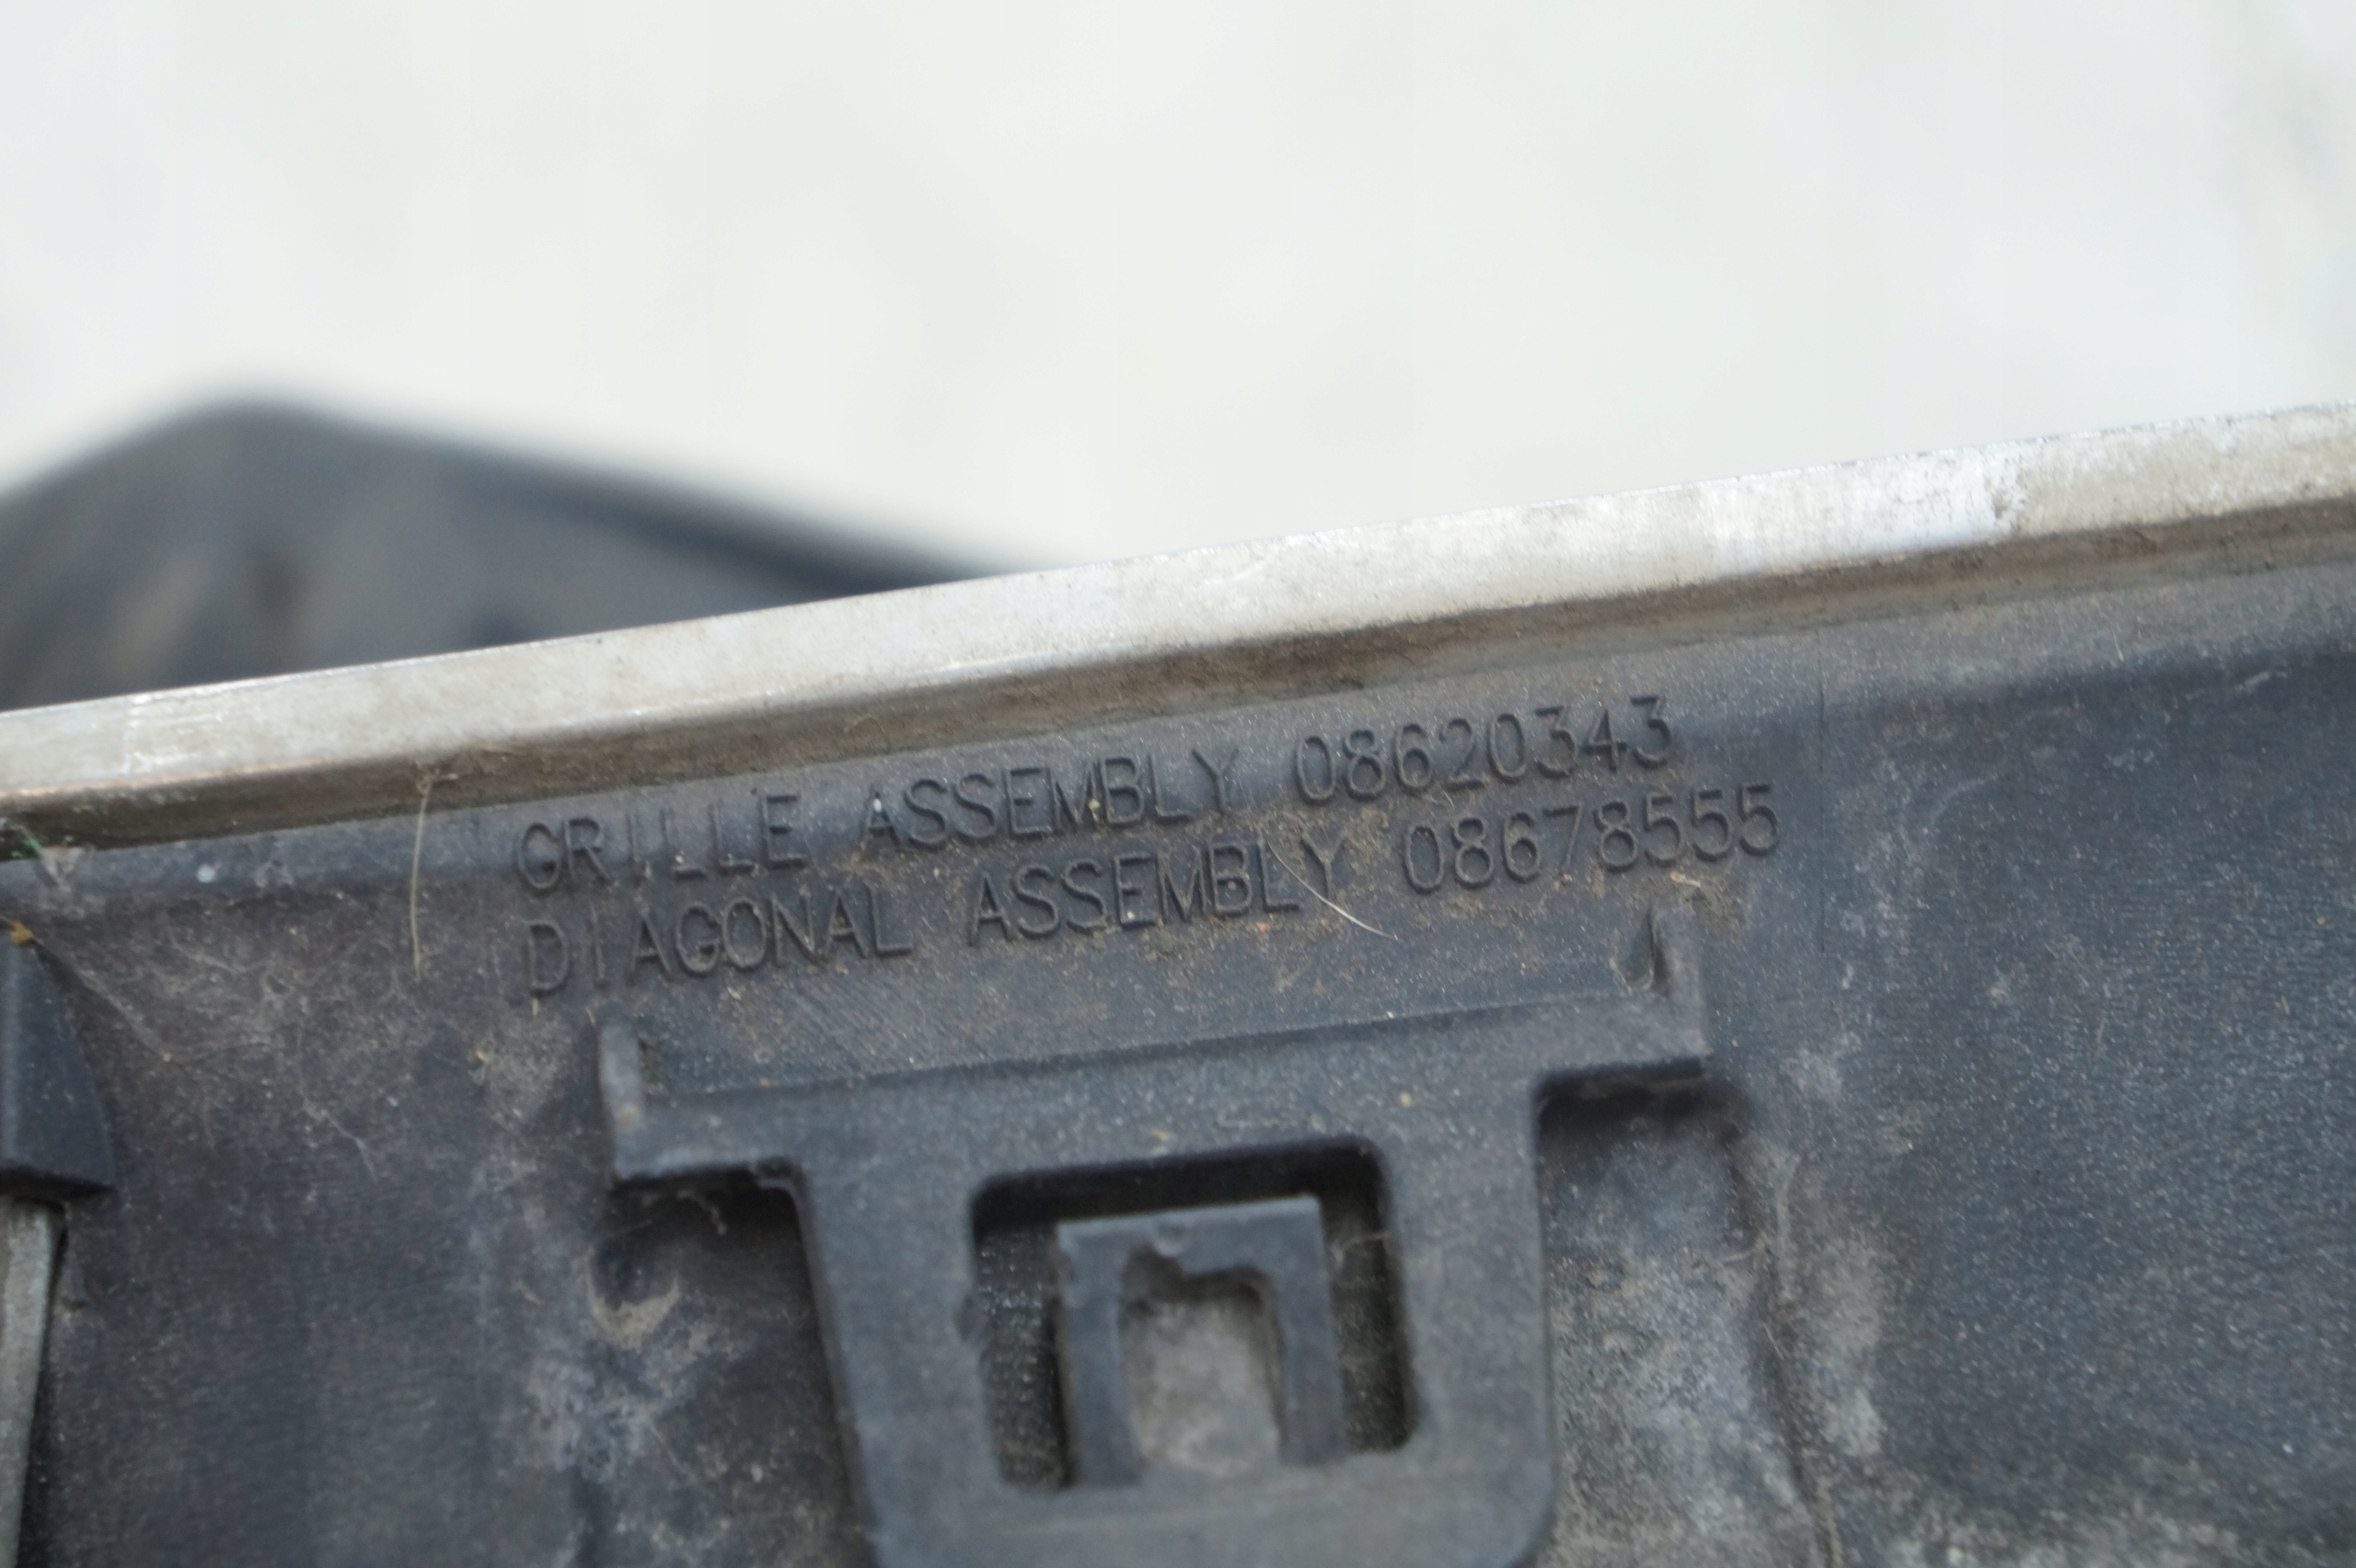 GRILLE ASSEMBLY 08620343
DIAGONAL ASSEMBLY 08678555